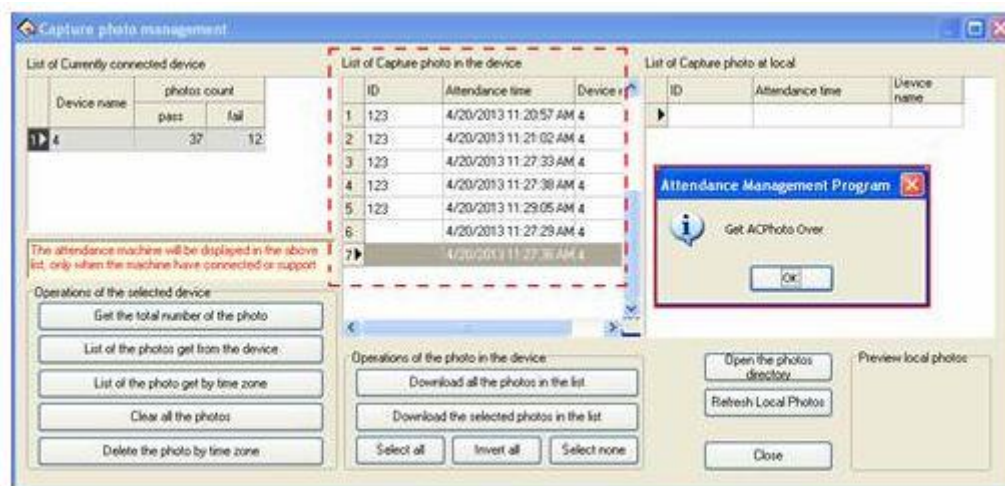 Capture photo management
List of Currently connected device
Device name
photos count
pass
fail
1 4 37 12
The attendance machine will be displayed in the above
list, only when the machine have connected or support
Operations of the selected device
Get the total number of the photo
List of the photos get from the device
List of the photo get by time zone
Clear all the photos
Delete the photo by time zone
List of Capture photo in the device
ID Attendance time Device
1 123 4/20/2013 11:20:57 AM 4
2 123 4/20/2013 11:21:02 AM 4
3 123 4/20/2013 11:27:33 AM 4
4 123 4/20/2013 11:27:38 AM 4
5 123 4/20/2013 11:29:05 AM 4
6 4/20/2013 11:27:29 AM 4
7 4/20/2013 11:27:36 AM 4
Operations of the photo in the device
Download all the photos in the list
Download the selected photos in the list
Select all Invert all Select none
List of Capture photo at local
ID Attendance time Device
name
Attendance Management Program
Get ACPhoto Over
OK
Open the photos
directory
Refresh Local Photos
Close
Preview local photos